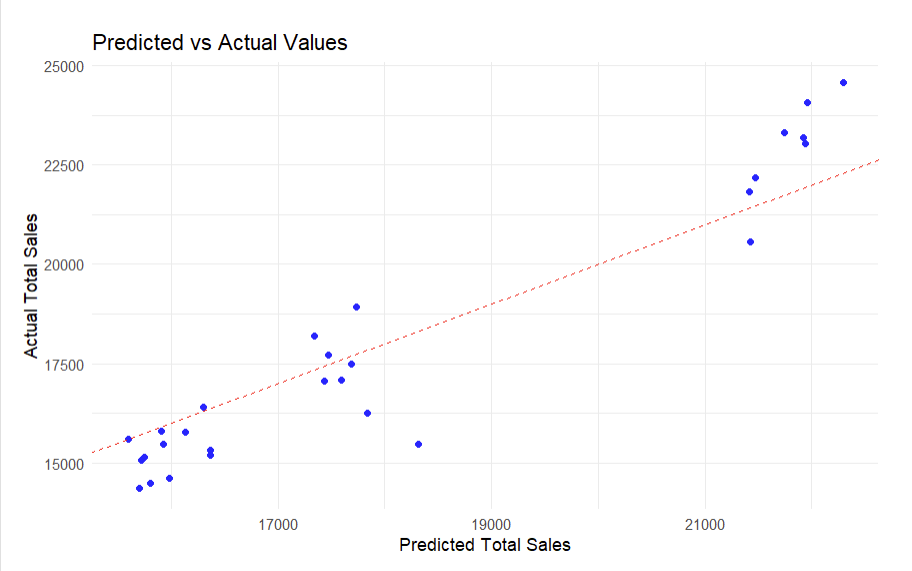 Predicted vs Actual Values
25000
22500
20000
17500
15000
Actual Total Sales
17000 19000 21000
Predicted Total Sales